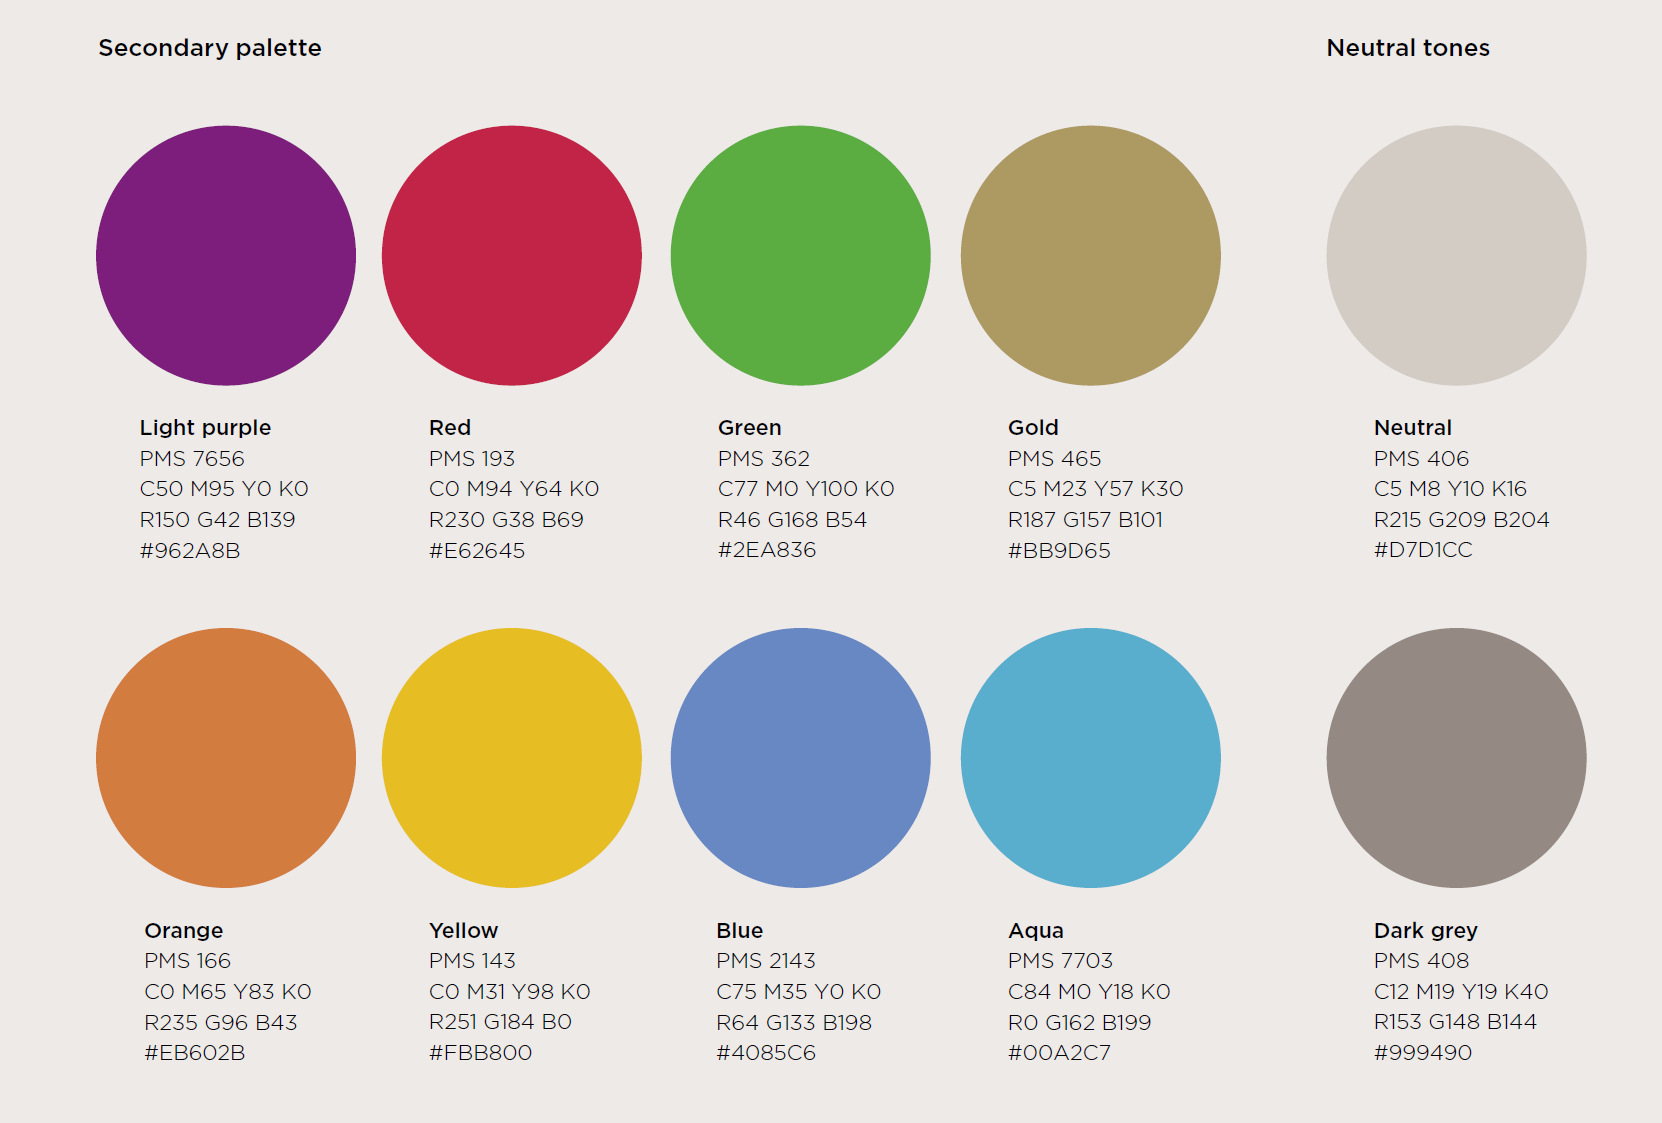 Secondary palette
Neutral tones
Light purple
PMS 7656
C50 M95 Y0 K0
R150 G42 B139
#962A8B
Red
PMS 193
C0 M94 Y64 K0
R230 G38 B69
#E62645
Green
PMS 362
C77 M0 Y100 K0
R46 G168 B54
#2EA836
Gold
PMS 465
C5 M23 Y57 K30
R187 G157 B101
#BB9D65
Neutral
PMS 406
C5 M8 Y10 K16
R215 G209 B204
#D7D1CC
Orange
PMS 166
C0 M65 Y83 K0
R235 G96 B43
#EB602B
Yellow
PMS 143
C0 M31 Y98 K0
R251 G184 B0
#FBB800
Blue
PMS 2143
C75 M35 Y0 K0
R64 G133 B198
#4085C6
Aqua
PMS 7703
C84 M0 Y18 K0
R0 G162 B199
#00A2C7
Dark grey
PMS 408
C12 M19 Y19 K40
R153 G148 B144
#999490